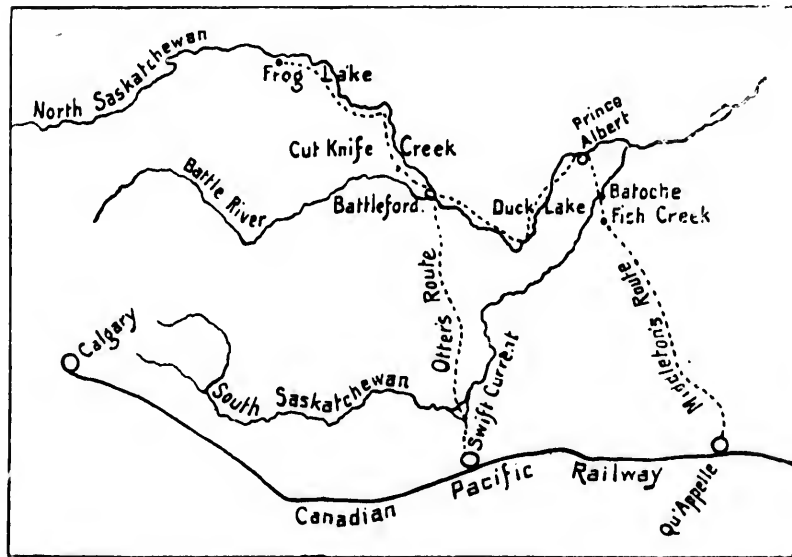 North Saskatchewan
Frog Lake
Prince
Albert
Cut Knife Creek
Battle River
Battleford.
Duck Lake
Batoche
Fish Creek
Otter's Route
Middleton's Route
Calgary
South Saskatchewan
Swift Current
Canadian Pacific Railway
Qu'Appelle